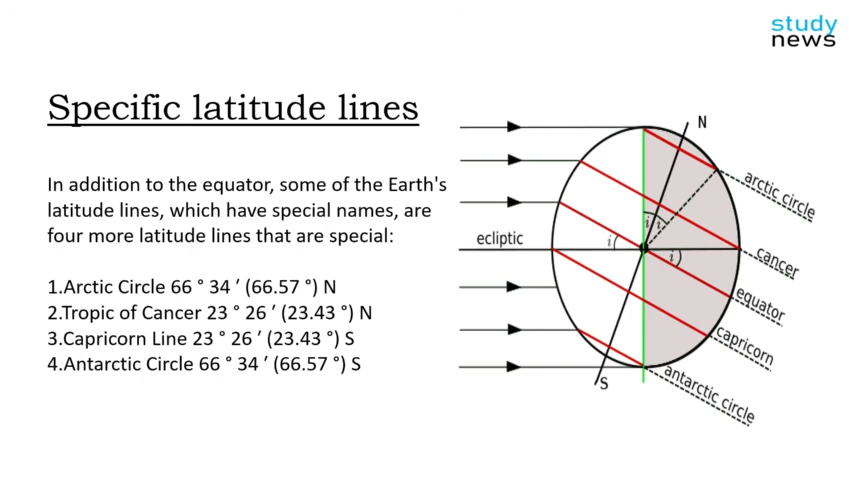 study
news
Specific latitude lines
In addition to the equator, some of the Earth's
latitude lines, which have special names, are
four more latitude lines that are special:
1.Arctic Circle 66 ° 34 ′ (66.57 °) N
2.Tropic of Cancer 23 ° 26 ′ (23.43 °) N
3.Capricorn Line 23 ° 26 ′ (23.43 °) S
4.Antarctic Circle 66 ° 34 ′ (66.57 °) S
N
arctic circle
i
i
ecliptic
i
i
cancer
equator
capricorn
antarctic circle
S